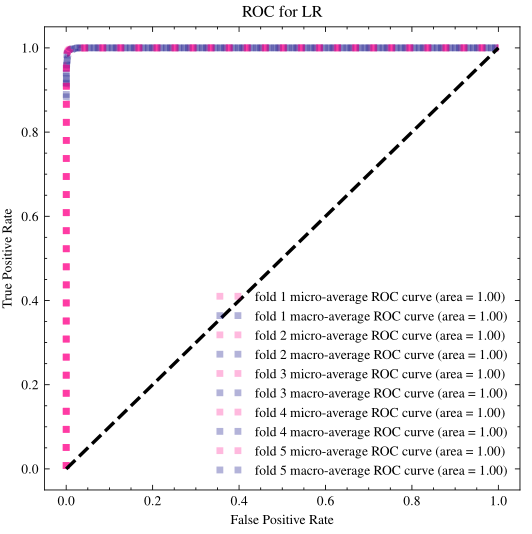 ROC for LR
1.0
0.8
0.6
0.4
0.2
0.0
True Positive Rate
fold 1 micro-average ROC curve (area = 1.00)
fold 1 macro-average ROC curve (area = 1.00)
fold 2 micro-average ROC curve (area = 1.00)
fold 2 macro-average ROC curve (area = 1.00)
fold 3 micro-average ROC curve (area = 1.00)
fold 3 macro-average ROC curve (area = 1.00)
fold 4 micro-average ROC curve (area = 1.00)
fold 4 macro-average ROC curve (area = 1.00)
fold 5 micro-average ROC curve (area = 1.00)
fold 5 macro-average ROC curve (area = 1.00)
0.0 0.2 0.4 0.6 0.8 1.0
False Positive Rate